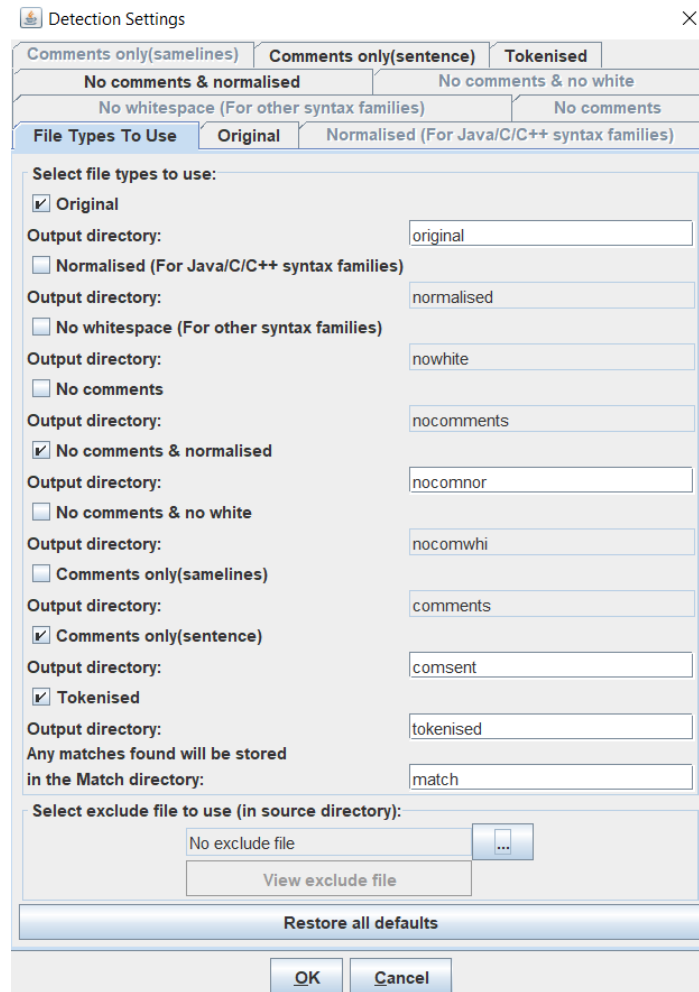 Detection Settings
Comments only(samelines) Comments only(sentence) Tokenised
No comments & normalised No comments & no white
No whitespace (For other syntax families) No comments
File Types To Use Original Normalised (For Java/C/C++ syntax families)
Select file types to use:
Original
Output directory: original
Normalised (For Java/C/C++ syntax families)
Output directory: normalised
No whitespace (For other syntax families)
Output directory: nowhite
No comments
Output directory: nocomments
No comments & normalised
Output directory: nocomnor
No comments & no white
Output directory: nocomwhi
Comments only(samelines)
Output directory: comments
Comments only(sentence)
Output directory: comsent
Tokenised
Output directory: tokenised
Any matches found will be stored
in the Match directory: match
Select exclude file to use (in source directory):
No exclude file ...
View exclude file
Restore all defaults
OK Cancel